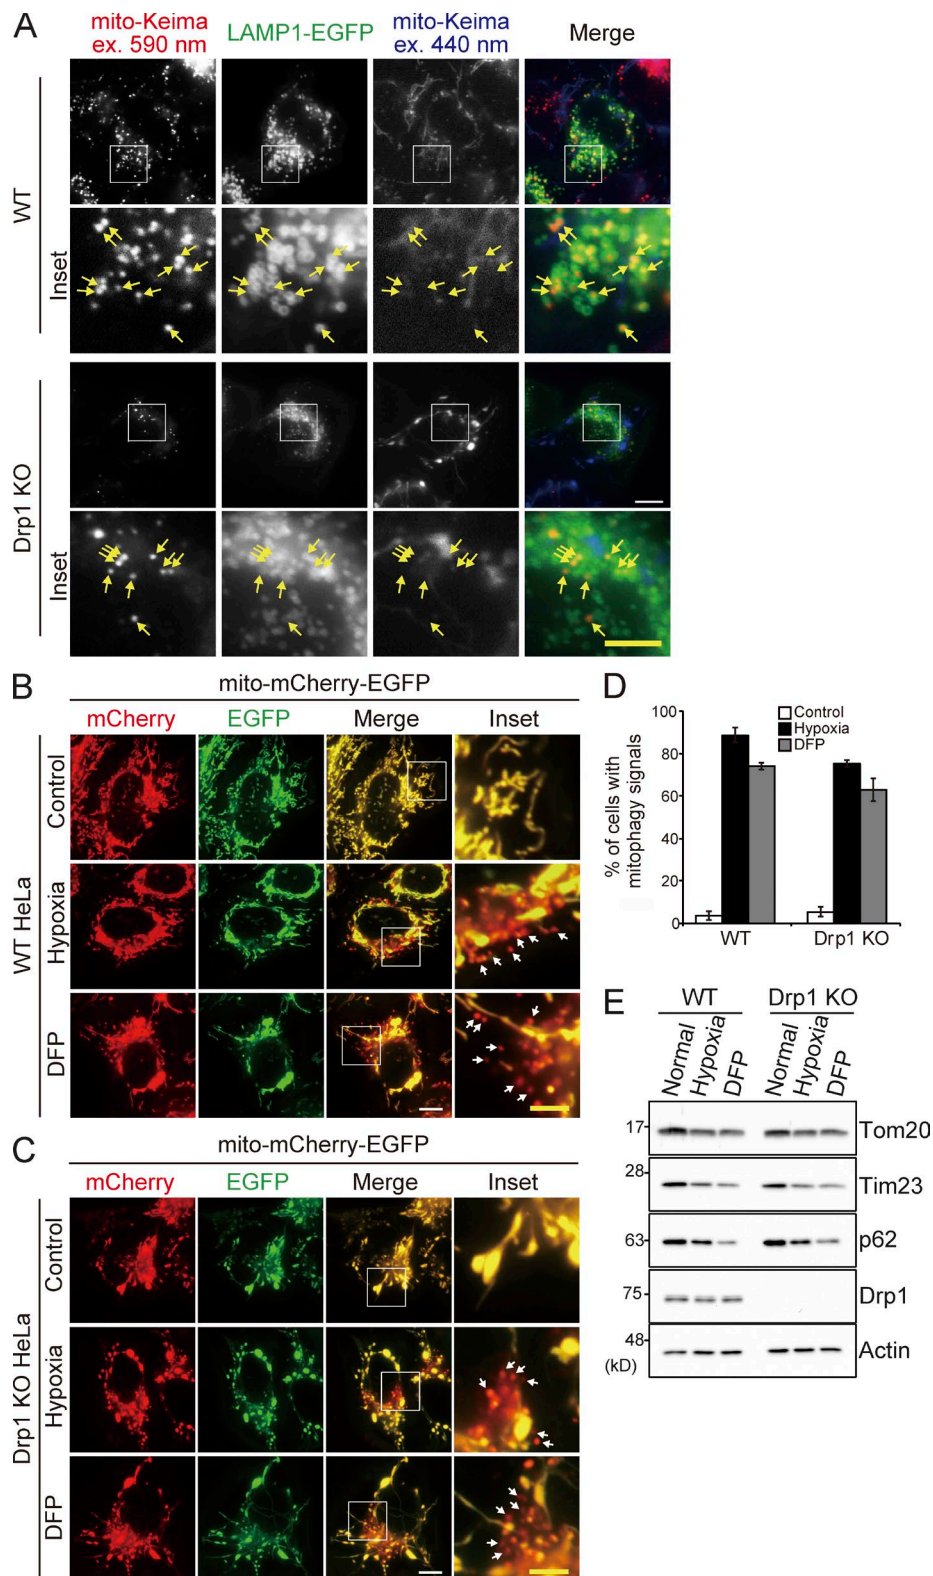 A
mito-Keima
ex. 590 nm
LAMP1-EGFP
mito-Keima
ex. 440 nm
Merge
WT
Inset
Drp1 KO
Inset
B
mito-mCherry-EGFP
mCherry
EGFP
Merge
Inset
WT HeLa
Control
Hypoxia
DFP
C
mito-mCherry-EGFP
mCherry
EGFP
Merge
Inset
Drp1 KO HeLa
Control
Hypoxia
DFP
D
% of cells with
mitophagy signals
100
80
60
40
20
0
Control
Hypoxia
DFP
WT
Drp1 KO
E
WT
Drp1 KO
Normal
Hypoxia
DFP
Normal
Hypoxia
DFP
17
Tom20
28
Tim23
63
p62
75
Drp1
48
(kD)
Actin